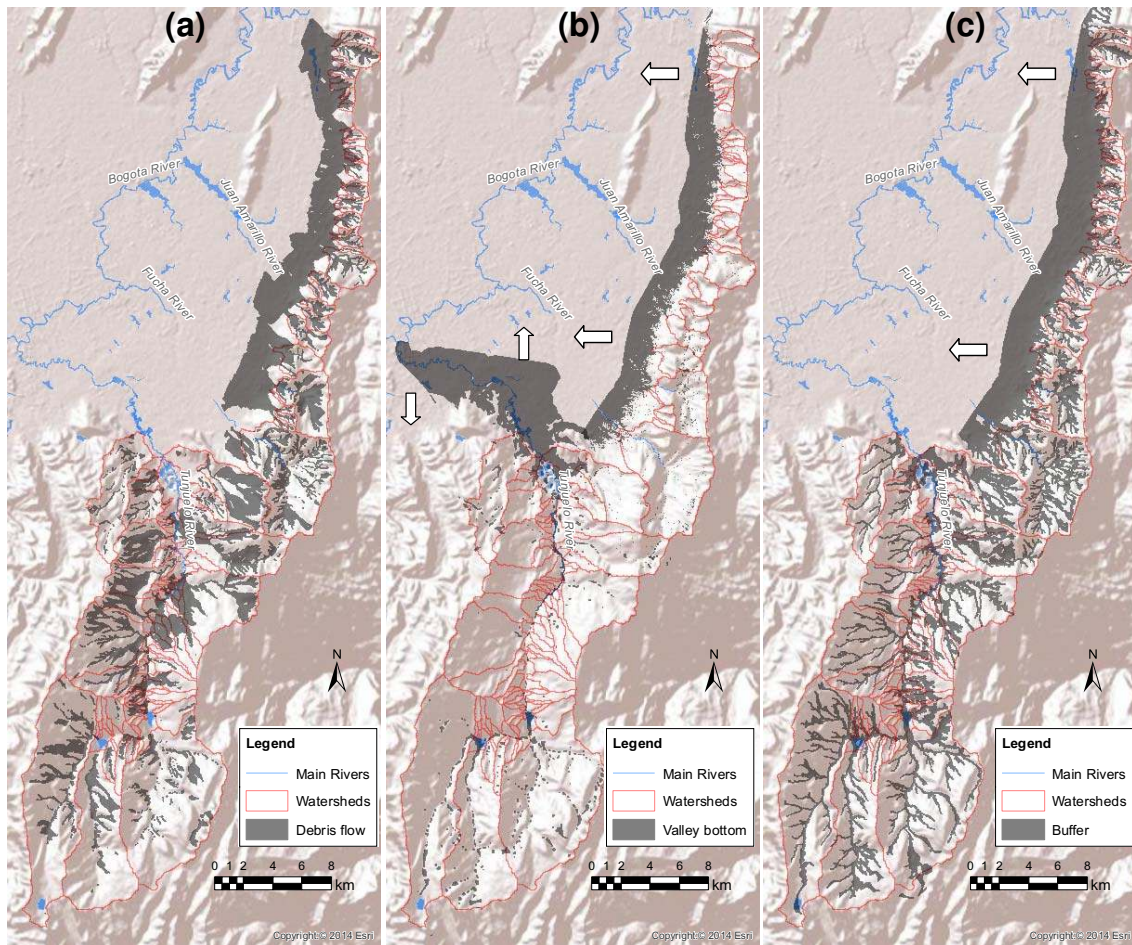 (a)
Bogota River
Juan Amarillo River
Fucha River
Tunjuelo River
N
Legend
Main Rivers
Watersheds
Debris flow
0 1 2 4 6 8
km
Copyright:© 2014 Esri
(b)
Bogota River
Juan Amarillo River
Fucha River
Tunjuelo River
N
Legend
Main Rivers
Watersheds
Valley bottom
0 1 2 4 6 8
km
Copyright:© 2014 Esri
(c)
Bogota River
Juan Amarillo River
Fucha River
Tunjuelo River
N
Legend
Main Rivers
Watersheds
Buffer
0 1 2 4 6 8
km
Copyright:© 2014 Esri